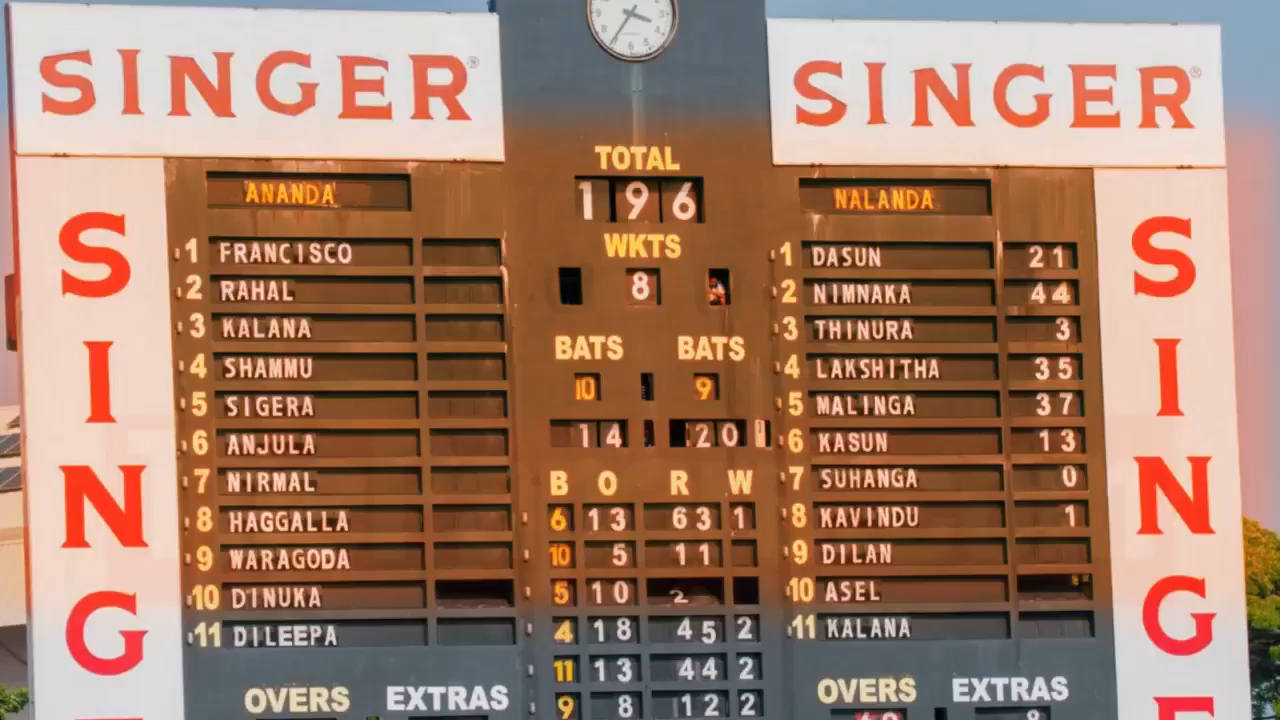 SINGER®
SINGER®
SING
SING
TOTAL
196
WKTS
8
BATS BATS
10 9
14 20
B O R W
6 13 63 1
10 5 11
5 10 2
4 18 45 2
11 13 44 2
9 8 12 2
ANANDA
1 FRANCISCO
2 RAHAL
3 KALANA
4 SHAMMU
5 SIGERA
6 ANJULA
7 NIRMAL
8 HAGGALLA
9 WARAGODA
10 DINUKA
11 DILEEPA
OVERS EXTRAS
NALANDA
1 DASUN 21
2 NIMNAKA 44
3 THINURA 3
4 LAKSHITHA 35
5 MALINGA 37
6 KASUN 13
7 SUHANGA 0
8 KAVINDU 1
9 DILAN
10 ASEL
11 KALANA
OVERS EXTRAS
8